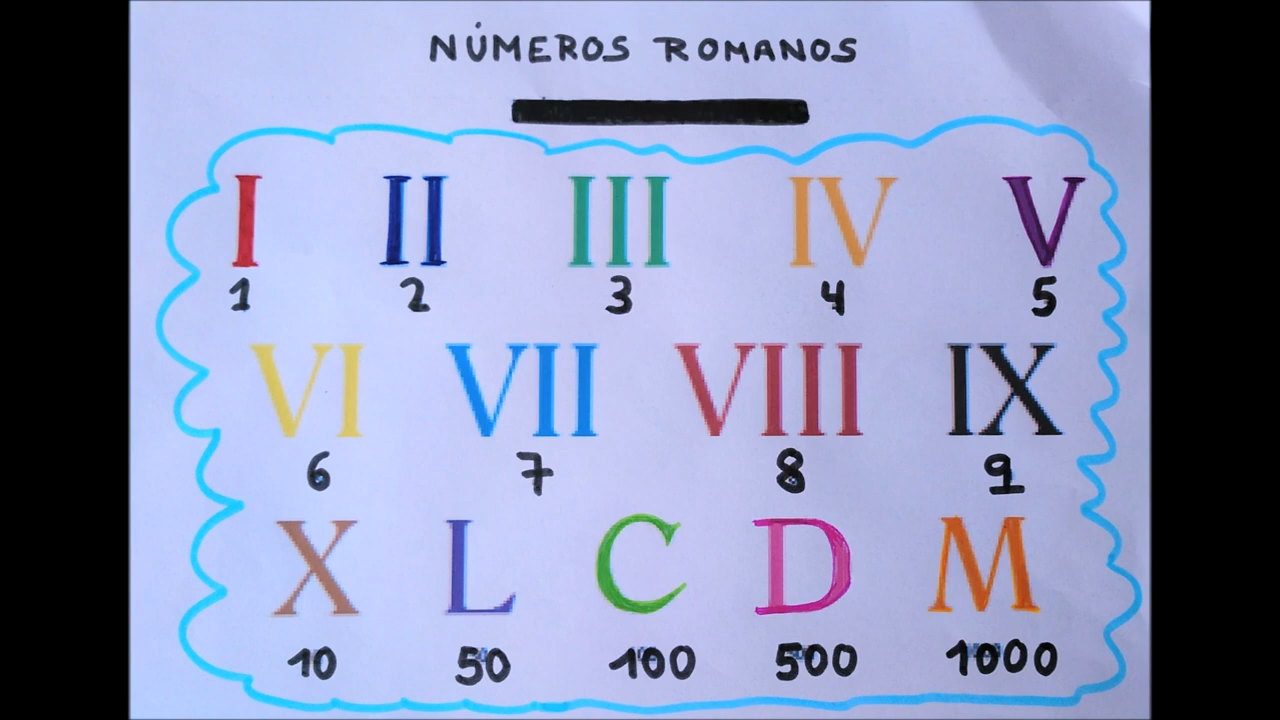 NÚMEROS ROMANOS
I II III IV V
1 2 3 4 5
VI VII VIII IX
6 7 8 9
X L C D M
10 50 100 500 1000